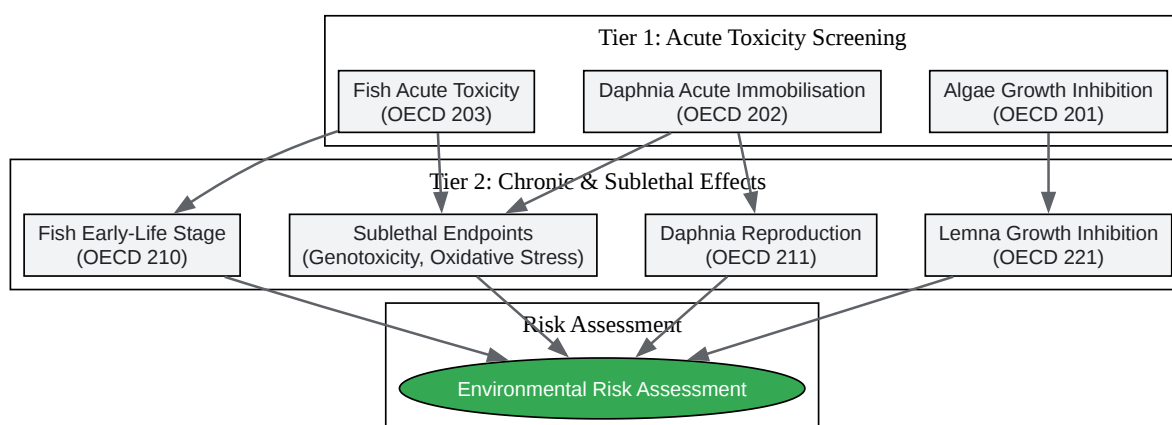 Tier 1: Acute Toxicity Screening
Fish Acute Toxicity
(OECD 203)
Daphnia Acute Immobilisation
(OECD 202)
Algae Growth Inhibition
(OECD 201)
Tier 2: Chronic & Sublethal Effects
Fish Early-Life Stage
(OECD 210)
Sublethal Endpoints
(Genotoxicity, Oxidative Stress)
Daphnia Reproduction
(OECD 211)
Lemna Growth Inhibition
(OECD 221)
Risk Assessment
Environmental Risk Assessment